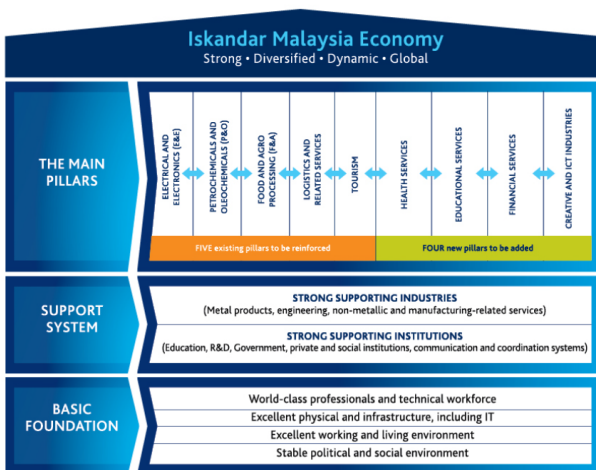 Iskandar Malaysia Economy
Strong • Diversified • Dynamic • Global
THE MAIN
PILLARS
ELECTRICAL AND
ELECTRONICS (E&E)
PETROCHEMICALS AND
OLEOCHEMICALS (P&O)
FOOD AND AGRO
PROCESSING (F&A)
LOGISTICS AND
RELATED SERVICES
TOURISM
HEALTH SERVICES
EDUCATIONAL SERVICES
FINANCIAL SERVICES
CREATIVE AND ICT INDUSTRIES
FIVE existing pillars to be reinforced
FOUR new pillars to be added
SUPPORT
SYSTEM
STRONG SUPPORTING INDUSTRIES
(Metal products, engineering, non-metallic and manufacturing-related services)
STRONG SUPPORTING INSTITUTIONS
(Education, R&D, Government, private and social institutions, communication and coordination systems)
BASIC
FOUNDATION
World-class professionals and technical workforce
Excellent physical and infrastructure, including IT
Excellent working and living environment
Stable political and social environment